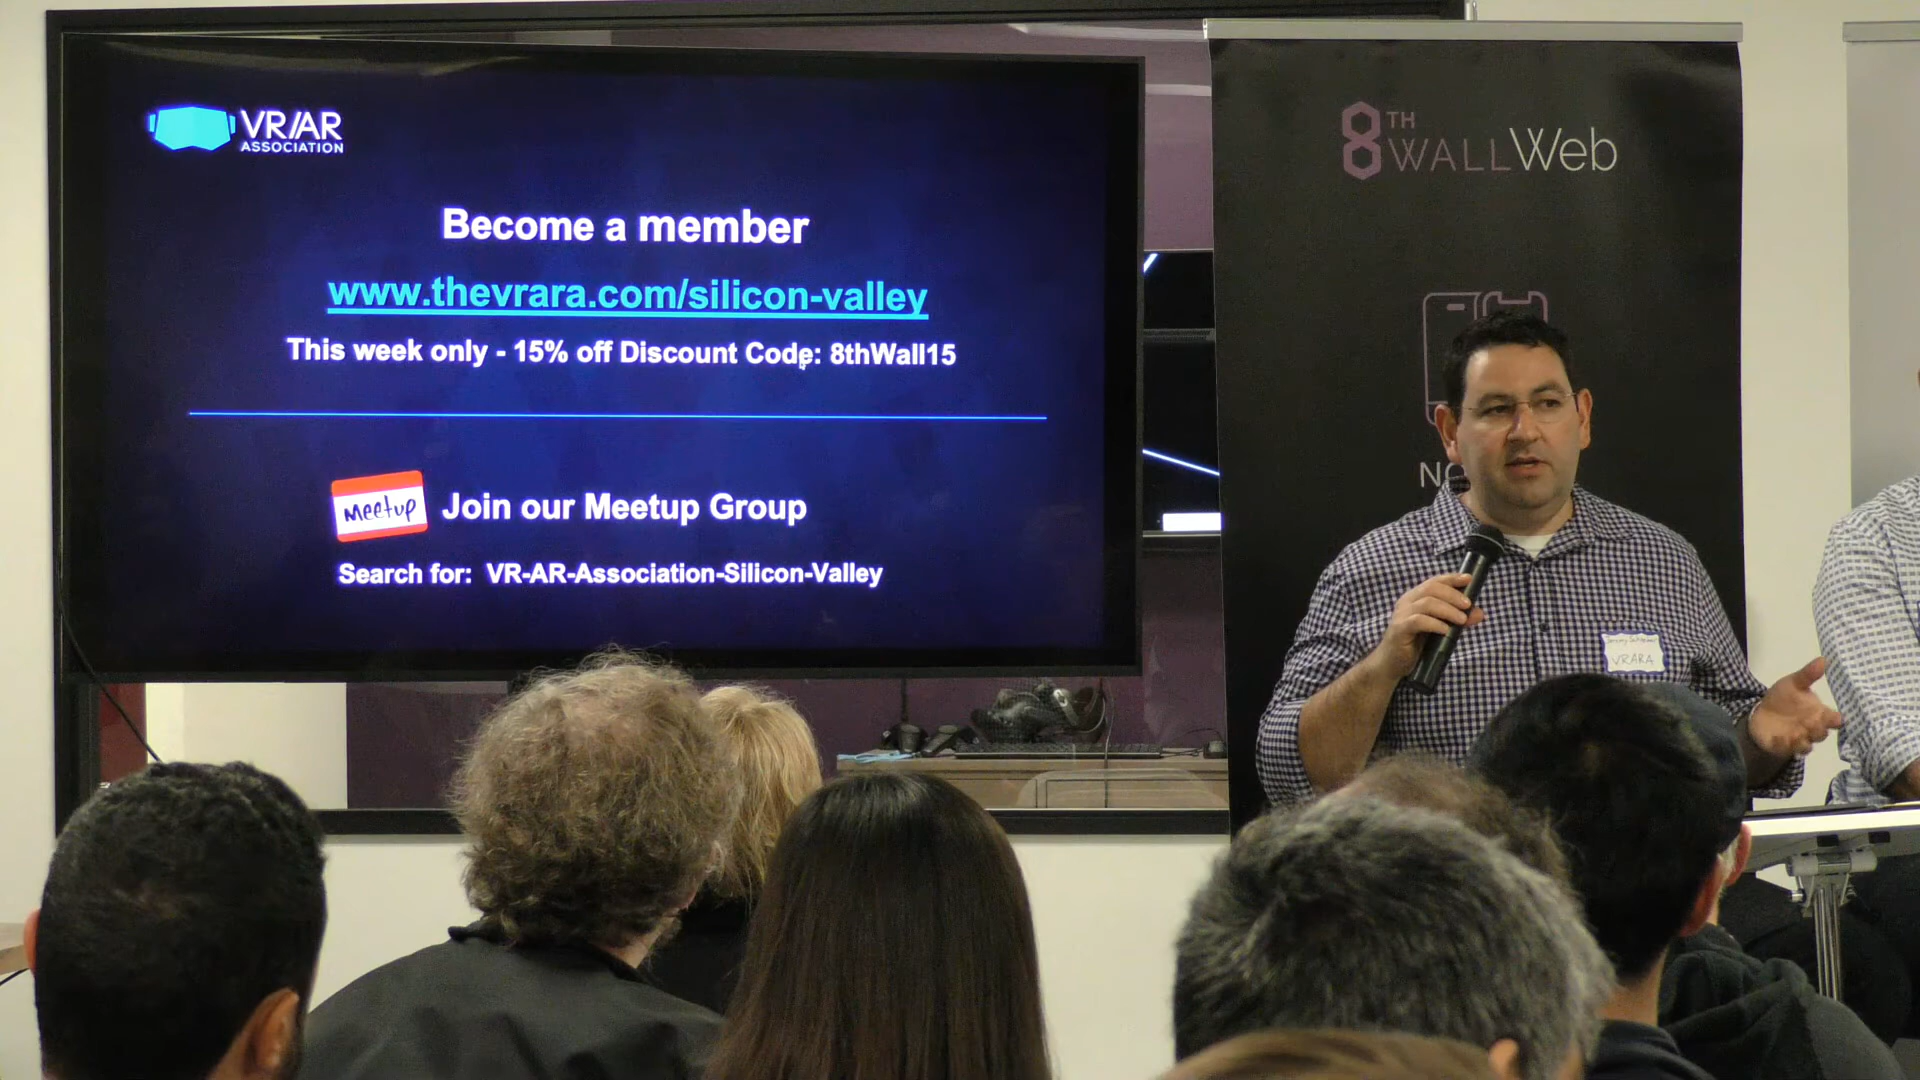 VR/AR
ASSOCIATION
Become a member
www.thevrara.com/silicon-valley
This week only - 15% off Discount Code: 8thWall15
meetup
Join our Meetup Group
Search for: VR-AR-Association-Silicon-Valley
8TH
WALL Web
VRARA